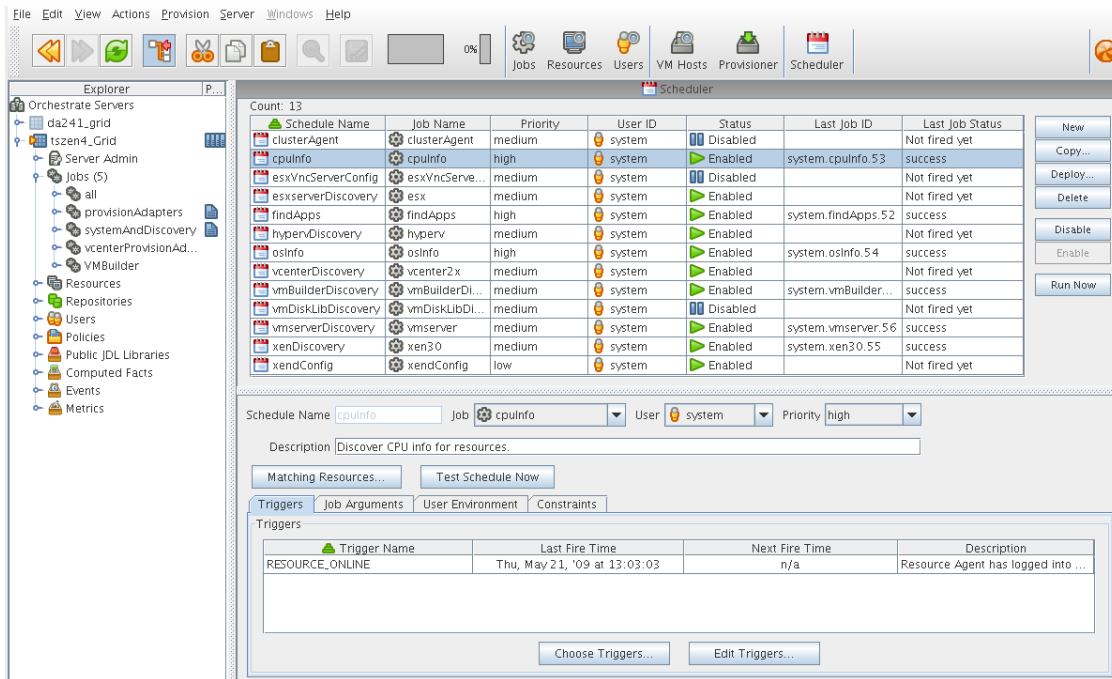 File Edit View Actions Provision Server Windows Help
0%
Jobs Resources Users VM Hosts Provisioner Scheduler
Explorer P...
Orchestrate Servers
da241_grid
tszen4_Grid
Server Admin
Jobs (5)
all
provisionAdapters
systemAndDiscovery
vcenterProvisionAd...
VMBuilder
Resources
Repositories
Users
Policies
Public JDL Libraries
Computed Facts
Events
Metrics
Scheduler
Count: 13
Schedule Name Job Name Priority User ID Status Last Job ID Last Job Status
clusterAgent clusterAgent medium system Disabled Not fired yet
cpuInfo cpuInfo high system Enabled system.cpuInfo.53 success
esxVncServerConfig esxVncServe... medium system Disabled Not fired yet
esxserverDiscovery esx medium system Enabled Not fired yet
findApps findApps high system Enabled system.findApps.52 success
hypervDiscovery hyperv medium system Enabled Not fired yet
osInfo osInfo high system Enabled system.osInfo.54 success
vcenterDiscovery vcenter2x medium system Enabled Not fired yet
vmBuilderDiscovery vmBuilderDi... medium system Enabled system.vmBuilder... success
vmDiskLibDiscovery vmDiskLibDi... medium system Disabled Not fired yet
vmserverDiscovery vmserver medium system Enabled system.vmserver.56 success
xenDiscovery xen30 medium system Enabled system.xen30.55 success
xendConfig xendConfig low system Enabled Not fired yet
New
Copy...
Deploy...
Delete
Disable
Enable
Run Now
Schedule Name cpuInfo Job cpuInfo User system Priority high
Description Discover CPU info for resources.
Matching Resources... Test Schedule Now
Triggers Job Arguments User Environment Constraints
Triggers
Trigger Name Last Fire Time Next Fire Time Description
RESOURCE_ONLINE Thu, May 21, '09 at 13:03:03 n/a Resource Agent has logged into ...
Choose Triggers... Edit Triggers...